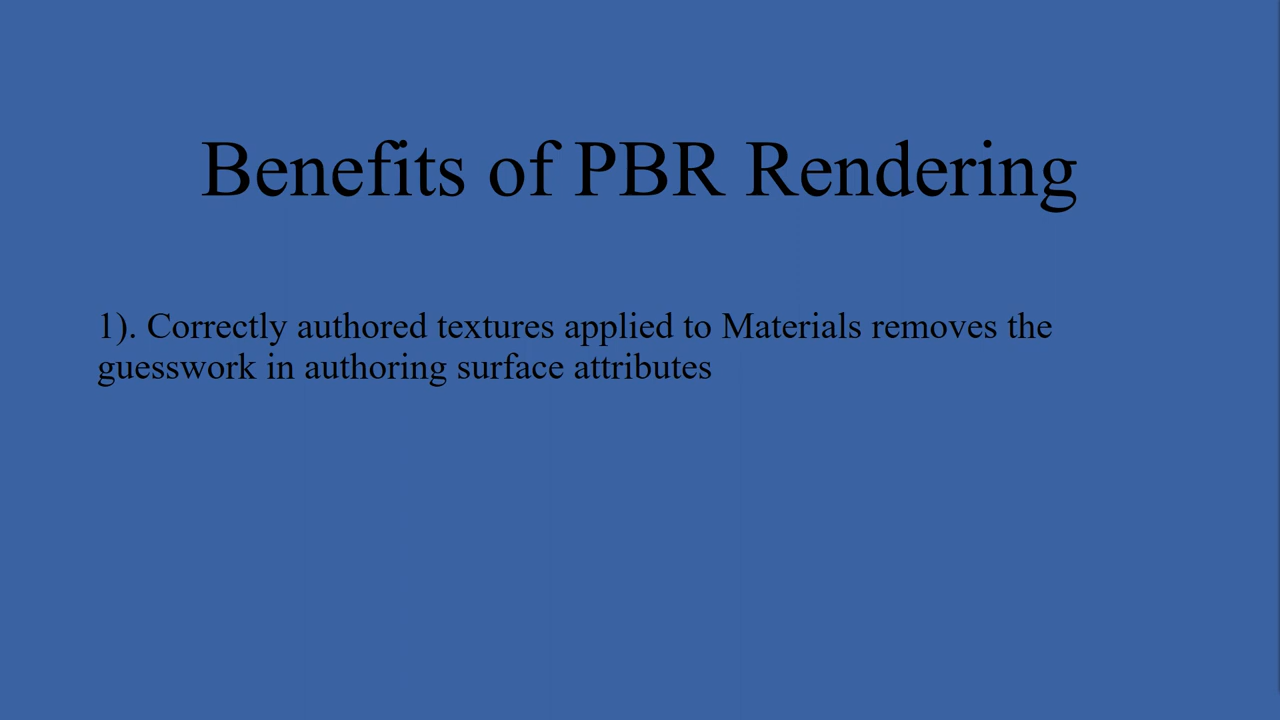 Benefits of PBR Rendering
1). Correctly authored textures applied to Materials removes the
guesswork in authoring surface attributes